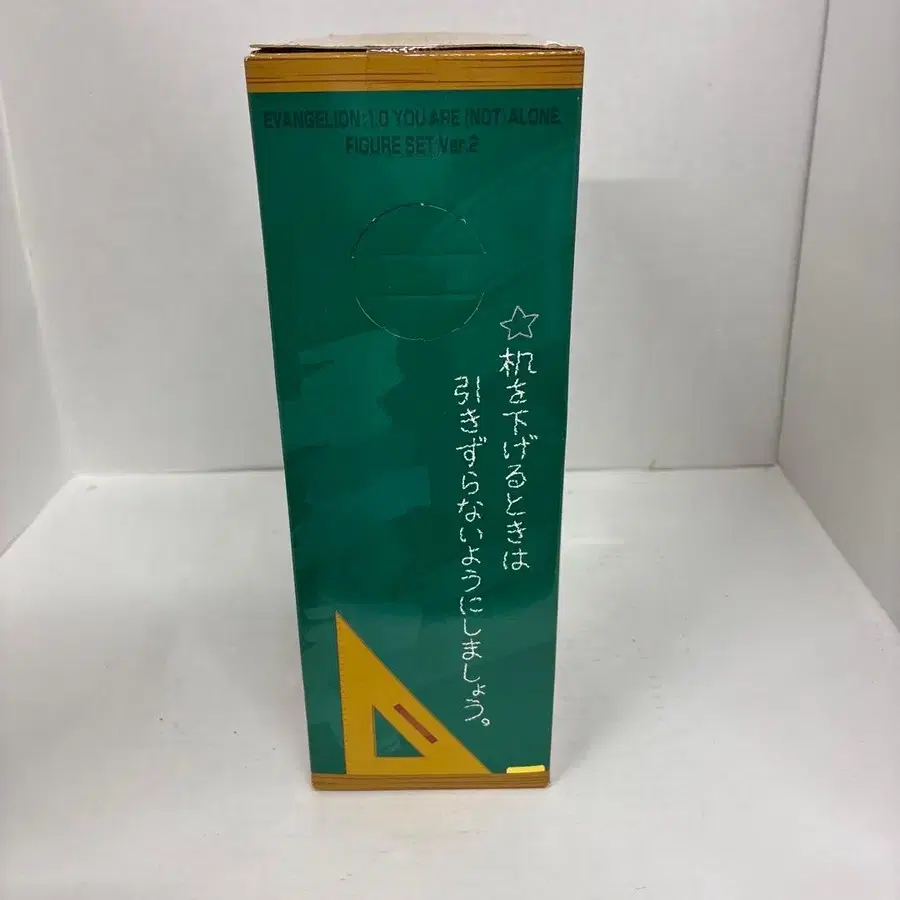 EVANGELION:1.0 YOU ARE (NOT) ALONE.
FIGURE SET Ver.2
☆机を下げるときは
引きずらないようにしましょう。